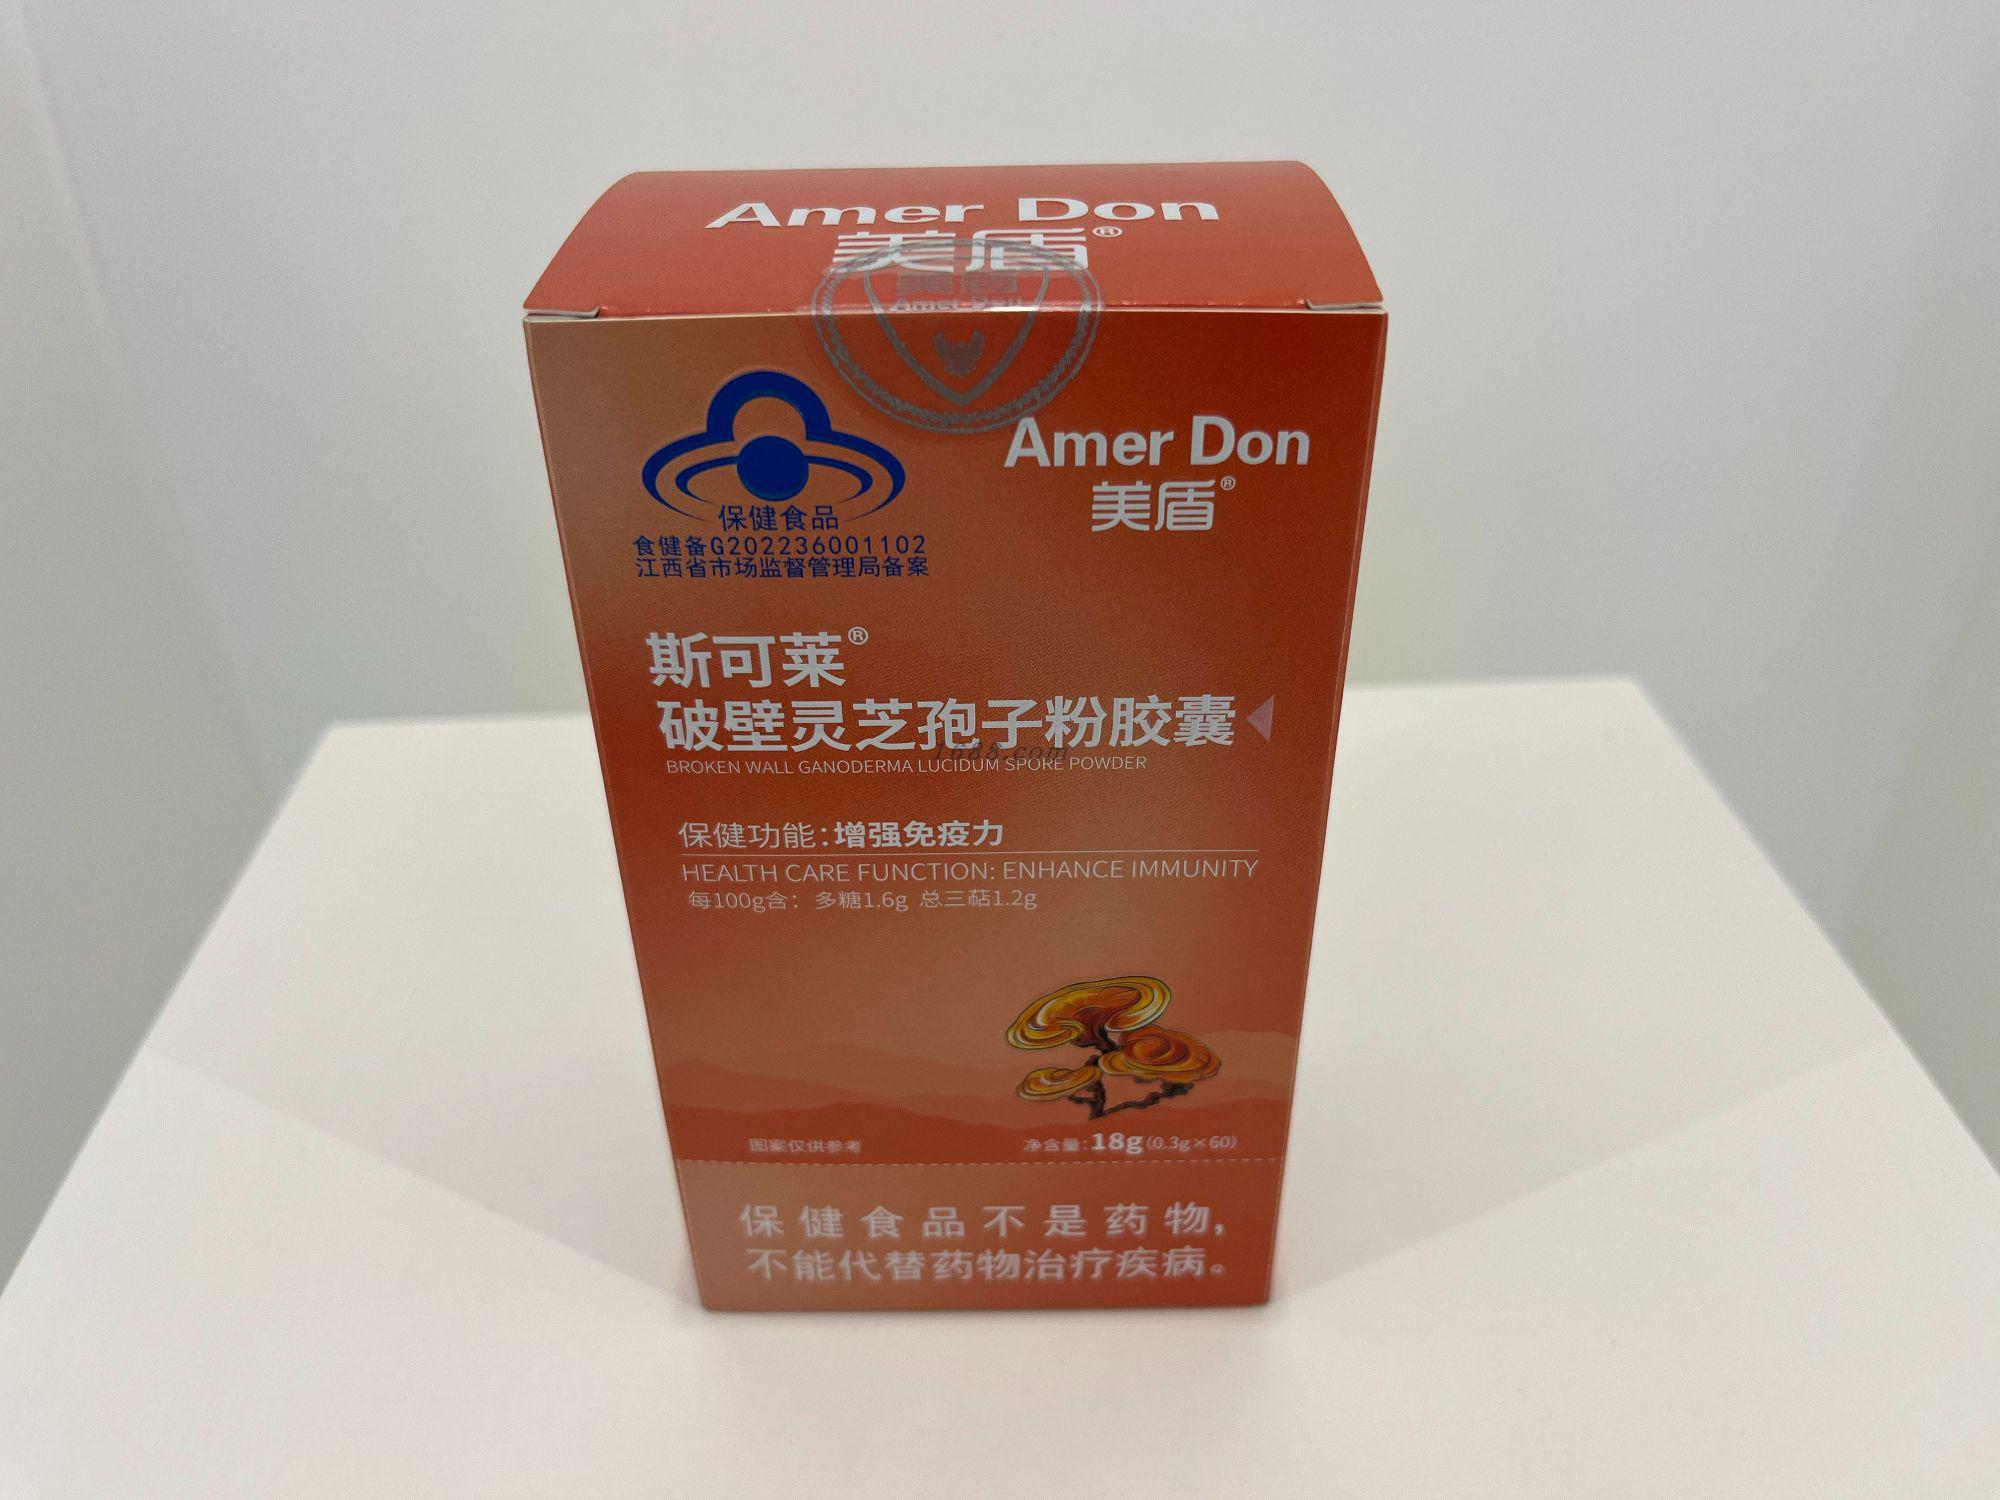 Amer Don
美盾®
美盾
Amer Don
保健食品
食健备G202236001102
江西省市场监督管理局备案
Amer Don
美盾®
斯可莱®
破壁灵芝孢子粉胶囊
1688.com
BROKEN WALL GANODERMA LUCIDUM SPORE POWDER
保健功能:增强免疫力
HEALTH CARE FUNCTION: ENHANCE IMMUNITY
每100g含: 多糖1.6g 总三萜1.2g
图案仅供参考
净含量:18g(0.3g×60)
保健食品不是药物,
不能代替药物治疗疾病。